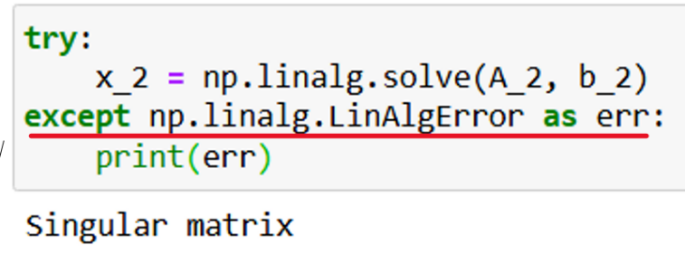 try:
    x_2 = np.linalg.solve(A_2, b_2)
except np.linalg.LinAlgError as err:
    print(err)
Singular matrix